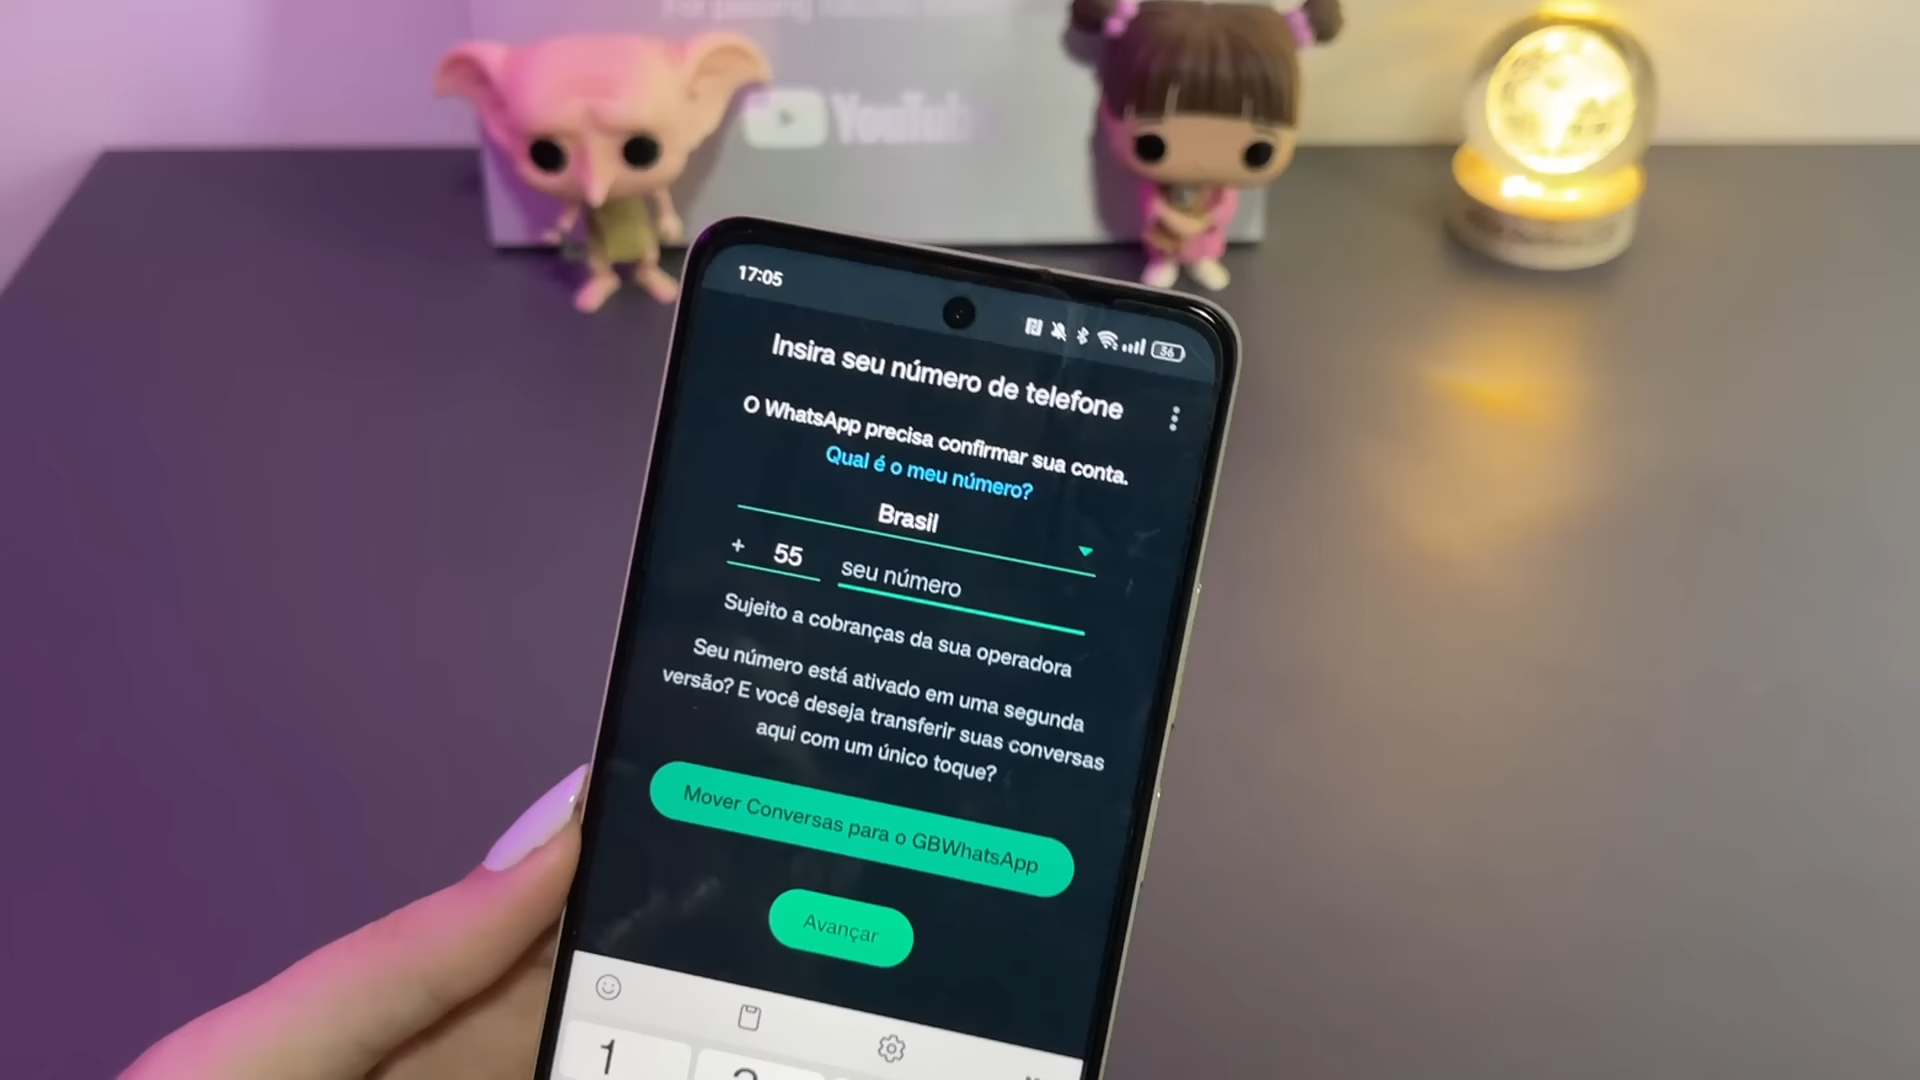 YouTube
17:05
56
Insira seu número de telefone
O WhatsApp precisa confirmar sua conta.
Qual é o meu número?
Brasil
+ 55 seu número
Sujeito a cobranças da sua operadora
Seu número está ativado em uma segunda
versão? E você deseja transferir suas conversas
aqui com um único toque?
Mover Conversas para o GBWhatsApp
Avançar
1